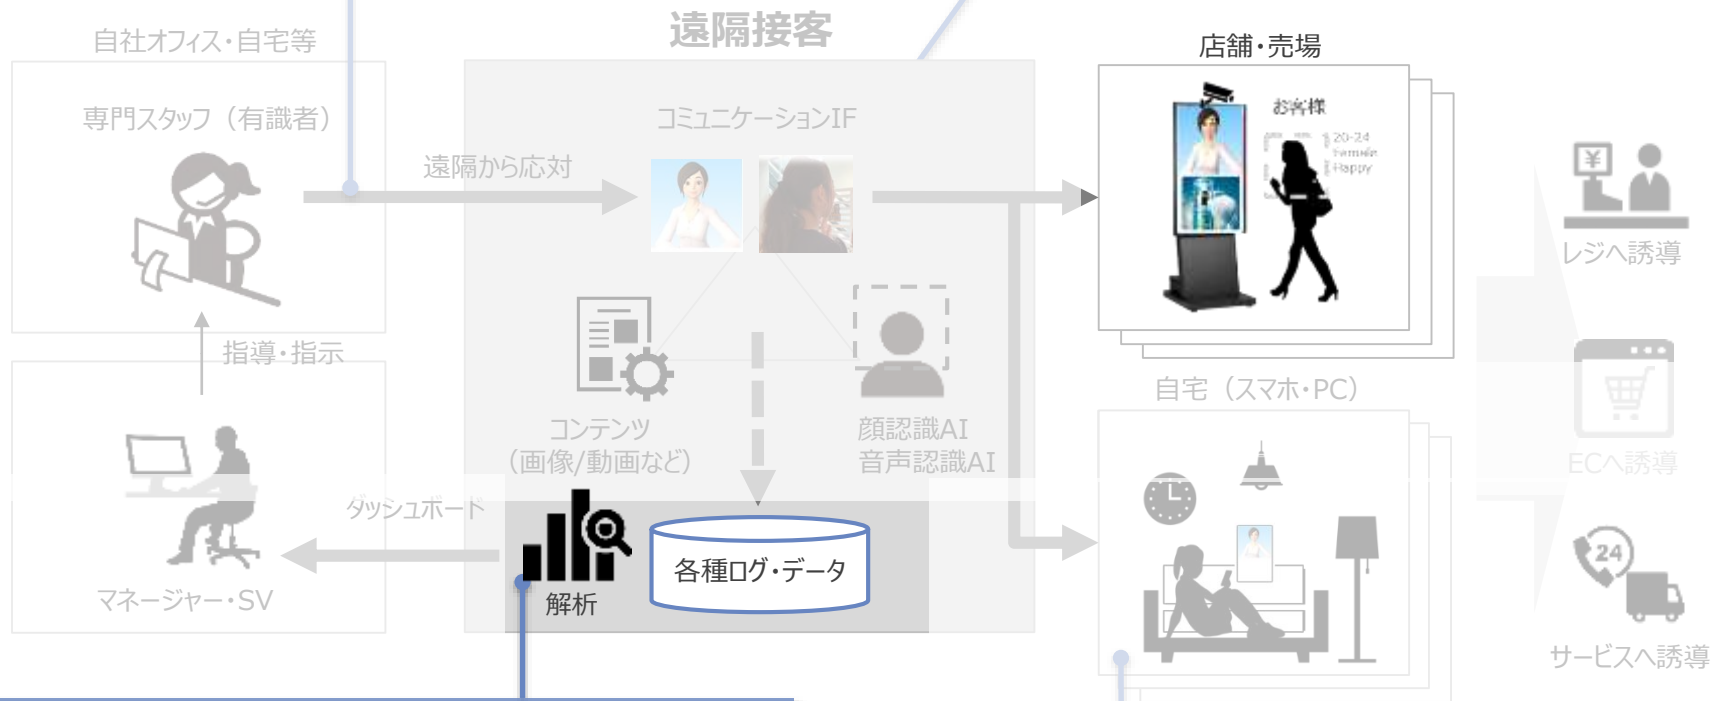 遠隔接客
自社オフィス・自宅等
専門スタッフ（有識者）
遠隔から応対
指導・指示
マネージャー・SV
ダッシュボード
コミュニケーションIF
コンテンツ
（画像/動画など）
顔認識AI
音声認識AI
解析
各種ログ・データ
店舗・売場
お客様
20-24
Female
Happy
自宅（スマホ・PC）
¥
レジへ誘導
ECへ誘導
24
サービスへ誘導